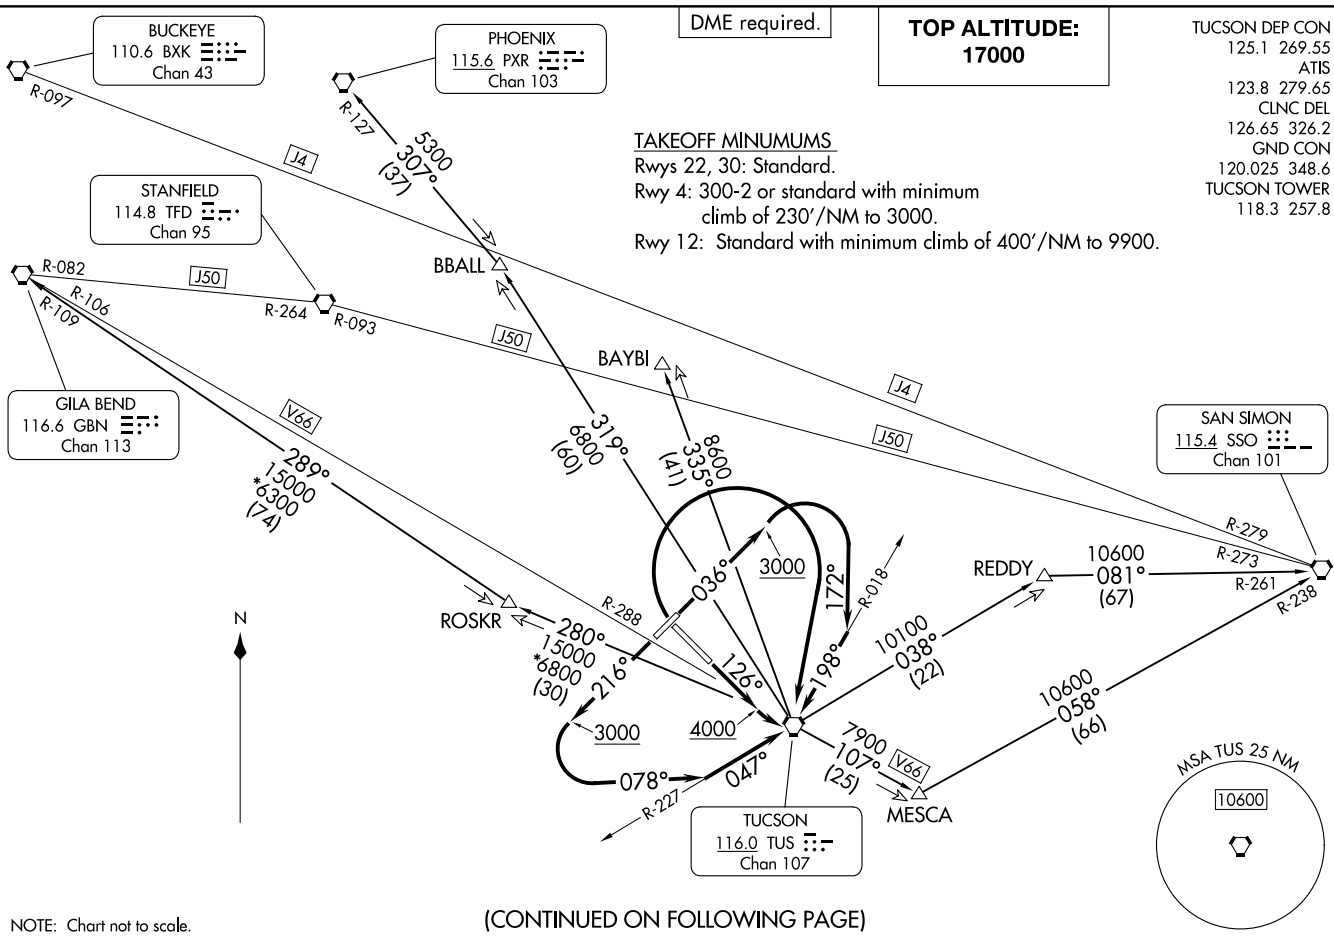 BUCKEYE
110.6 BXK
Chan 43
R-097
PHOENIX
115.6 PXR
Chan 103
R-127
DME required.
TOP ALTITUDE:
17000
TUCSON DEP CON
125.1 269.55
ATIS
123.8 279.65
CLNC DEL
126.65 326.2
GND CON
120.025 348.6
TUCSON TOWER
118.3 257.8
TAKEOFF MINUMUMS
Rwys 22, 30: Standard.
Rwy 4: 300-2 or standard with minimum
climb of 230'/NM to 3000.
Rwy 12: Standard with minimum climb of 400'/NM to 9900.
5300
307°
(37)
J4
STANFIELD
114.8 TFD
Chan 95
BBALL
R-082
J50
R-106
R-109
R-264
R-093
J50
BAYBI
GILA BEND
116.6 GBN
Chan 113
V66
J4
J50
SAN SIMON
115.4 SSO
Chan 101
319°
6800
(60)
8600
335°
(41)
289°
15000
*6300
(74)
R-279
R-273
R-261
R-238
3000
036°
172°
R-018
REDDY
10600
081°
(67)
ROSKR
R-288
280°
15000
*6800
(30)
216°
126°
198°
10100
038°
(22)
3000
4000
10600
058°
(66)
078°
047°
R-227
7900
107°
(25)
V66
MESCA
TUCSON
116.0 TUS
Chan 107
N
MSA TUS 25 NM
10600
NOTE: Chart not to scale.
(CONTINUED ON FOLLOWING PAGE)